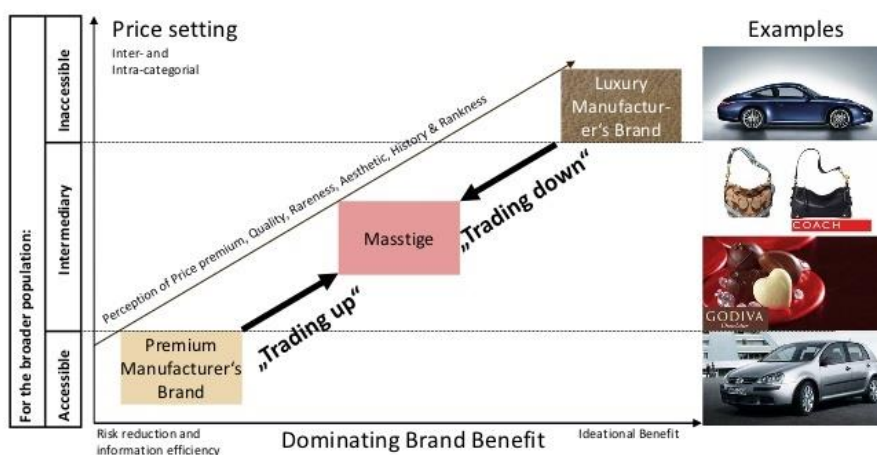 Price setting
Inter- and
Intra-categorial
Examples
For the broader population:
Inaccessible
Intermediary
Accessible
Perception of Price premium, Quality, Rareness, Aesthetic, History & Rankness
Luxury
Manufactur-
er‘s Brand
„Trading down“
Masstige
„Trading up“
Premium
Manufacturer‘s
Brand
COACH
GODIVA
Chocolatier
Risk reduction and
information efficiency
Dominating Brand Benefit
Ideational Benefit